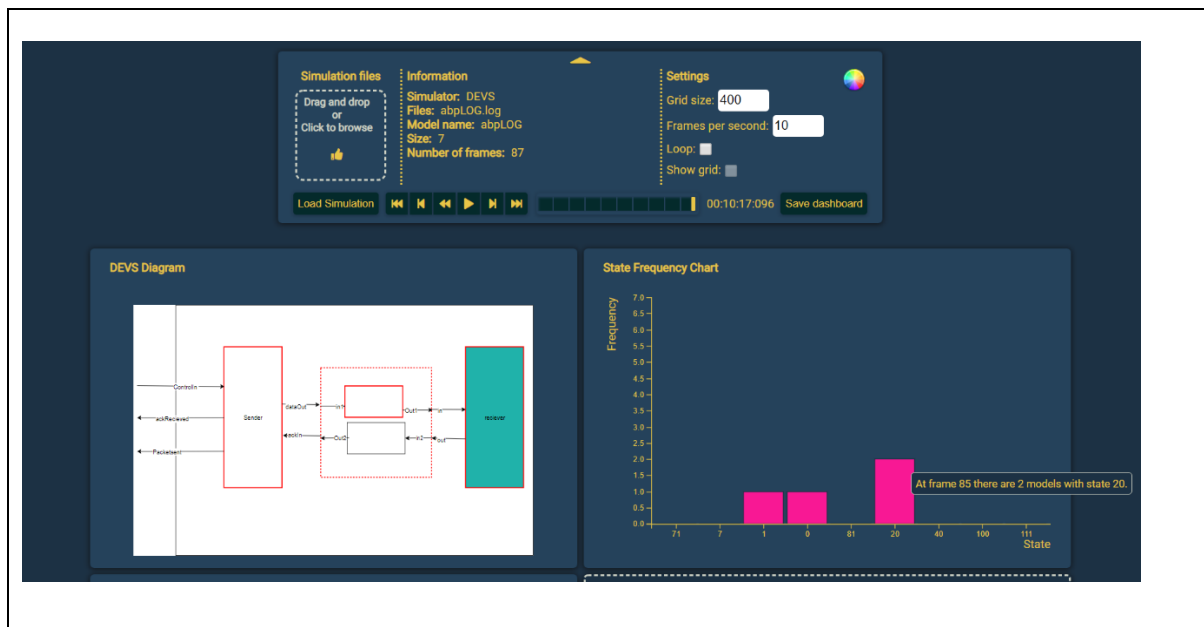 Simulation files
Drag and drop
or
Click to browse
Information
Simulator: DEVS
Files: abpLOG.log
Model name: abpLOG
Size: 7
Number of frames: 87
Settings
Grid size: 400
Frames per second: 10
Loop:
Show grid:
Load Simulation
00:10:17:096
Save dashboard
DEVS Diagram
ControlIn
ackRecieved
Packetsent
Sender
dataOut
ackIn
in1
Out1
in
Out2
in2
out
reciever
State Frequency Chart
Frequency
7.0
6.5
6.0
5.5
5.0
4.5
4.0
3.5
3.0
2.5
2.0
1.5
1.0
0.5
0.0
At frame 85 there are 2 models with state 20.
71 7 1 0 81 20 40 100 111
State